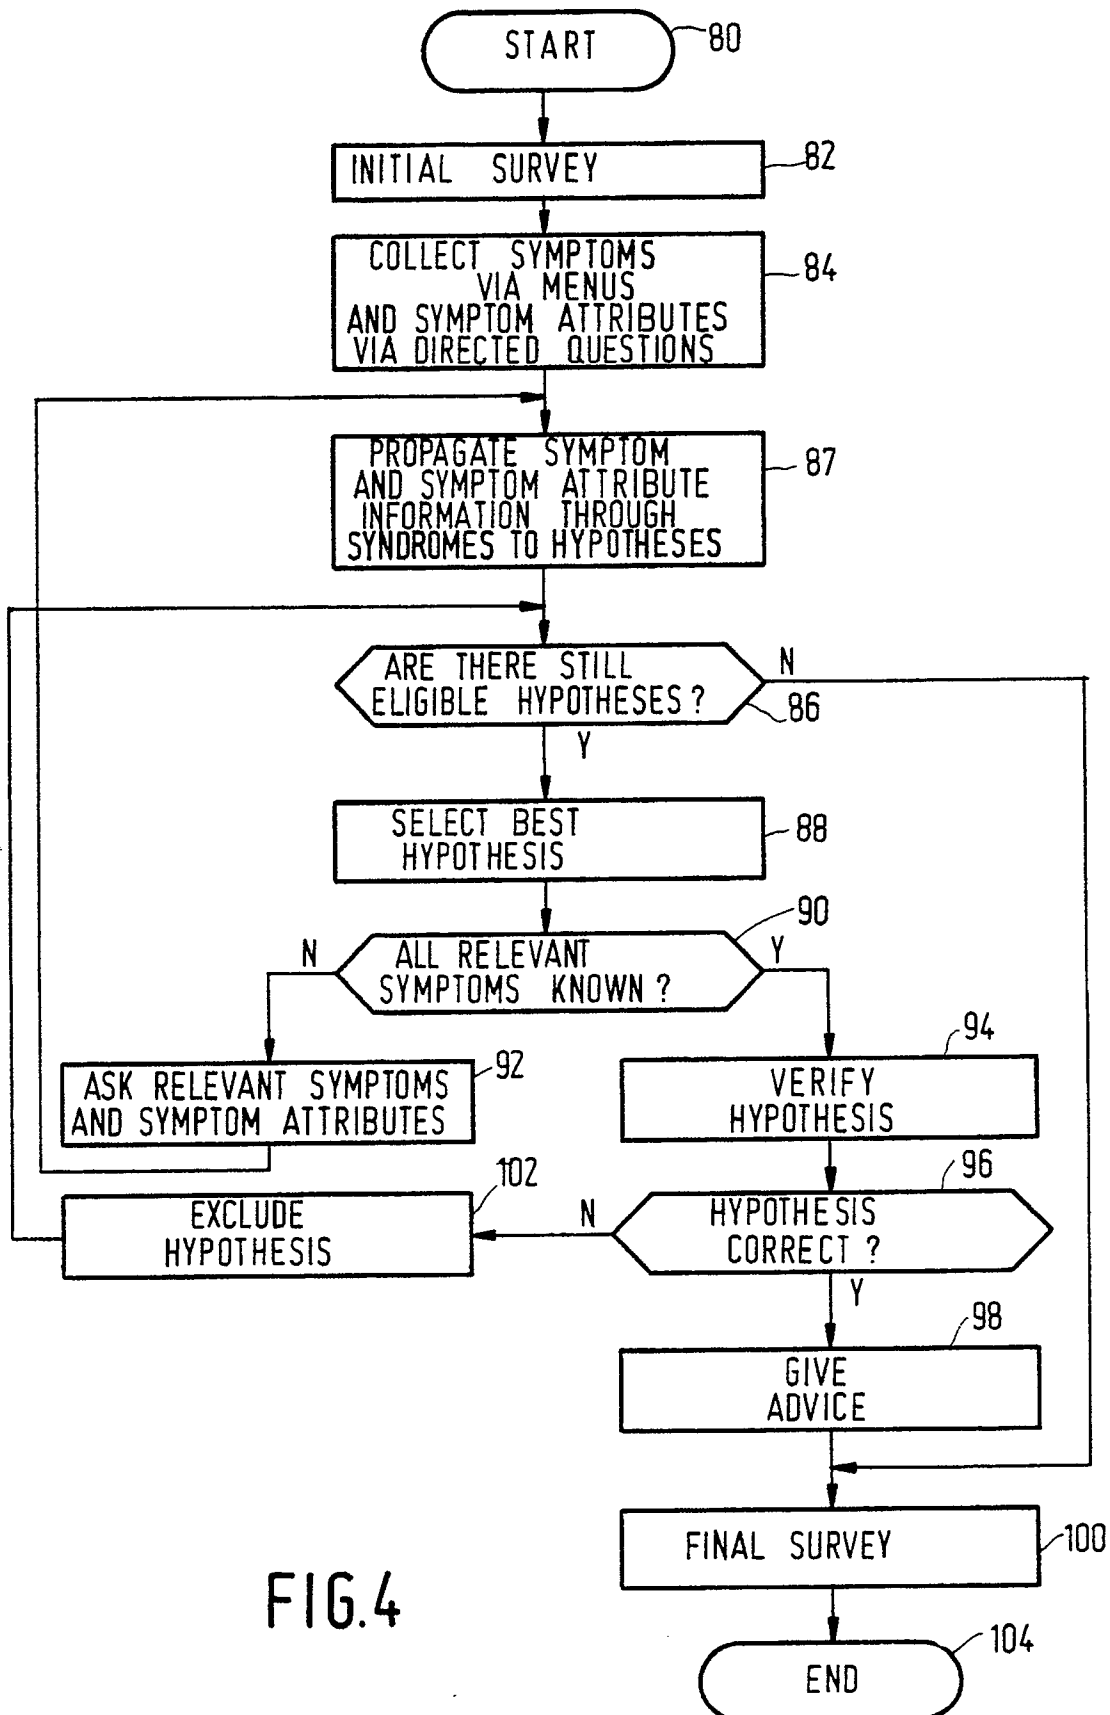 START
80
INITIAL SURVEY
82
COLLECT SYMPTOMS
VIA MENUS
AND SYMPTOM ATTRIBUTES
VIA DIRECTED QUESTIONS
84
PROPAGATE SYMPTOM
AND SYMPTOM ATTRIBUTE
INFORMATION THROUGH
SYNDROMES TO HYPOTHESES
87
ARE THERE STILL
ELIGIBLE HYPOTHESES ?
N
86
Y
SELECT BEST
HYPOTHESIS
88
90
N
ALL RELEVANT
SYMPTOMS KNOWN ?
Y
92
ASK RELEVANT SYMPTOMS
AND SYMPTOM ATTRIBUTES
94
VERIFY
HYPOTHESIS
102
EXCLUDE
HYPOTHESIS
N
96
HYPOTHESIS
CORRECT ?
Y
98
GIVE
ADVICE
FINAL SURVEY
100
FIG.4
104
END